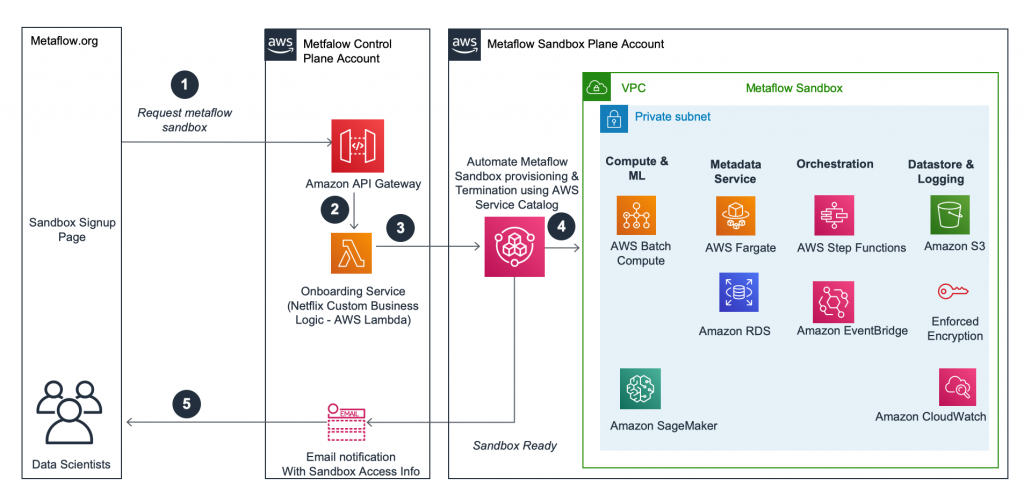 Metaflow.org
Sandbox Signup
Page
Data Scientists
1
Request metaflow
sandbox
aws
Metfalow Control
Plane Account
Amazon API Gateway
2
Onboarding Service
(Netflix Custom Business
Logic - AWS Lambda)
3
aws
Metaflow Sandbox Plane Account
Automate Metaflow
Sandbox provisioning &
Termination using AWS
Service Catalog
4
VPC
Metaflow Sandbox
Private subnet
Compute &
ML
AWS Batch
Compute
Amazon SageMaker
Metadata
Service
AWS Fargate
Amazon RDS
Orchestration
AWS Step Functions
Amazon EventBridge
Datastore &
Logging
Amazon S3
Enforced
Encryption
Amazon CloudWatch
Sandbox Ready
EMAIL
Email notification
With Sandbox Access Info
5